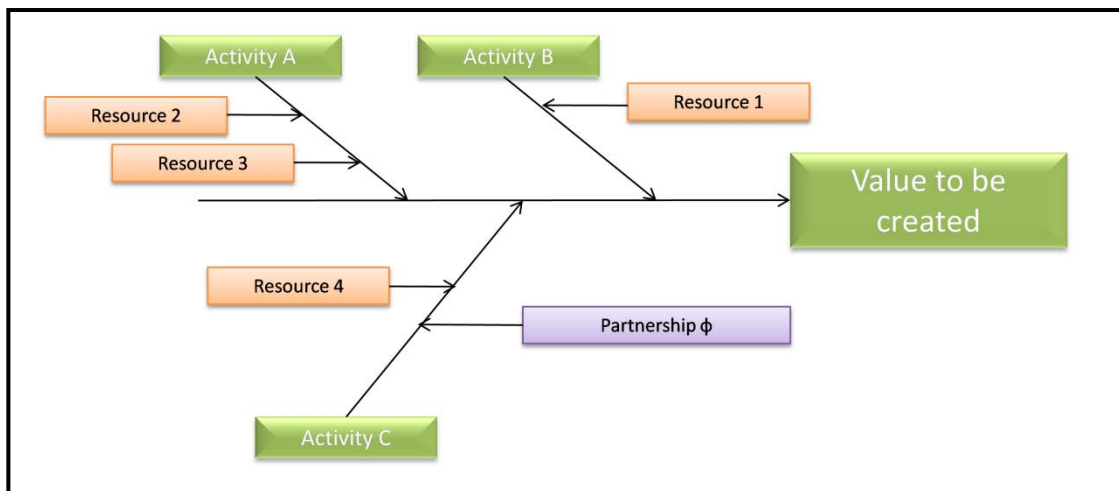 Activity A
Activity B
Resource 2
Resource 1
Resource 3
Value to be
created
Resource 4
Partnership ф
Activity C